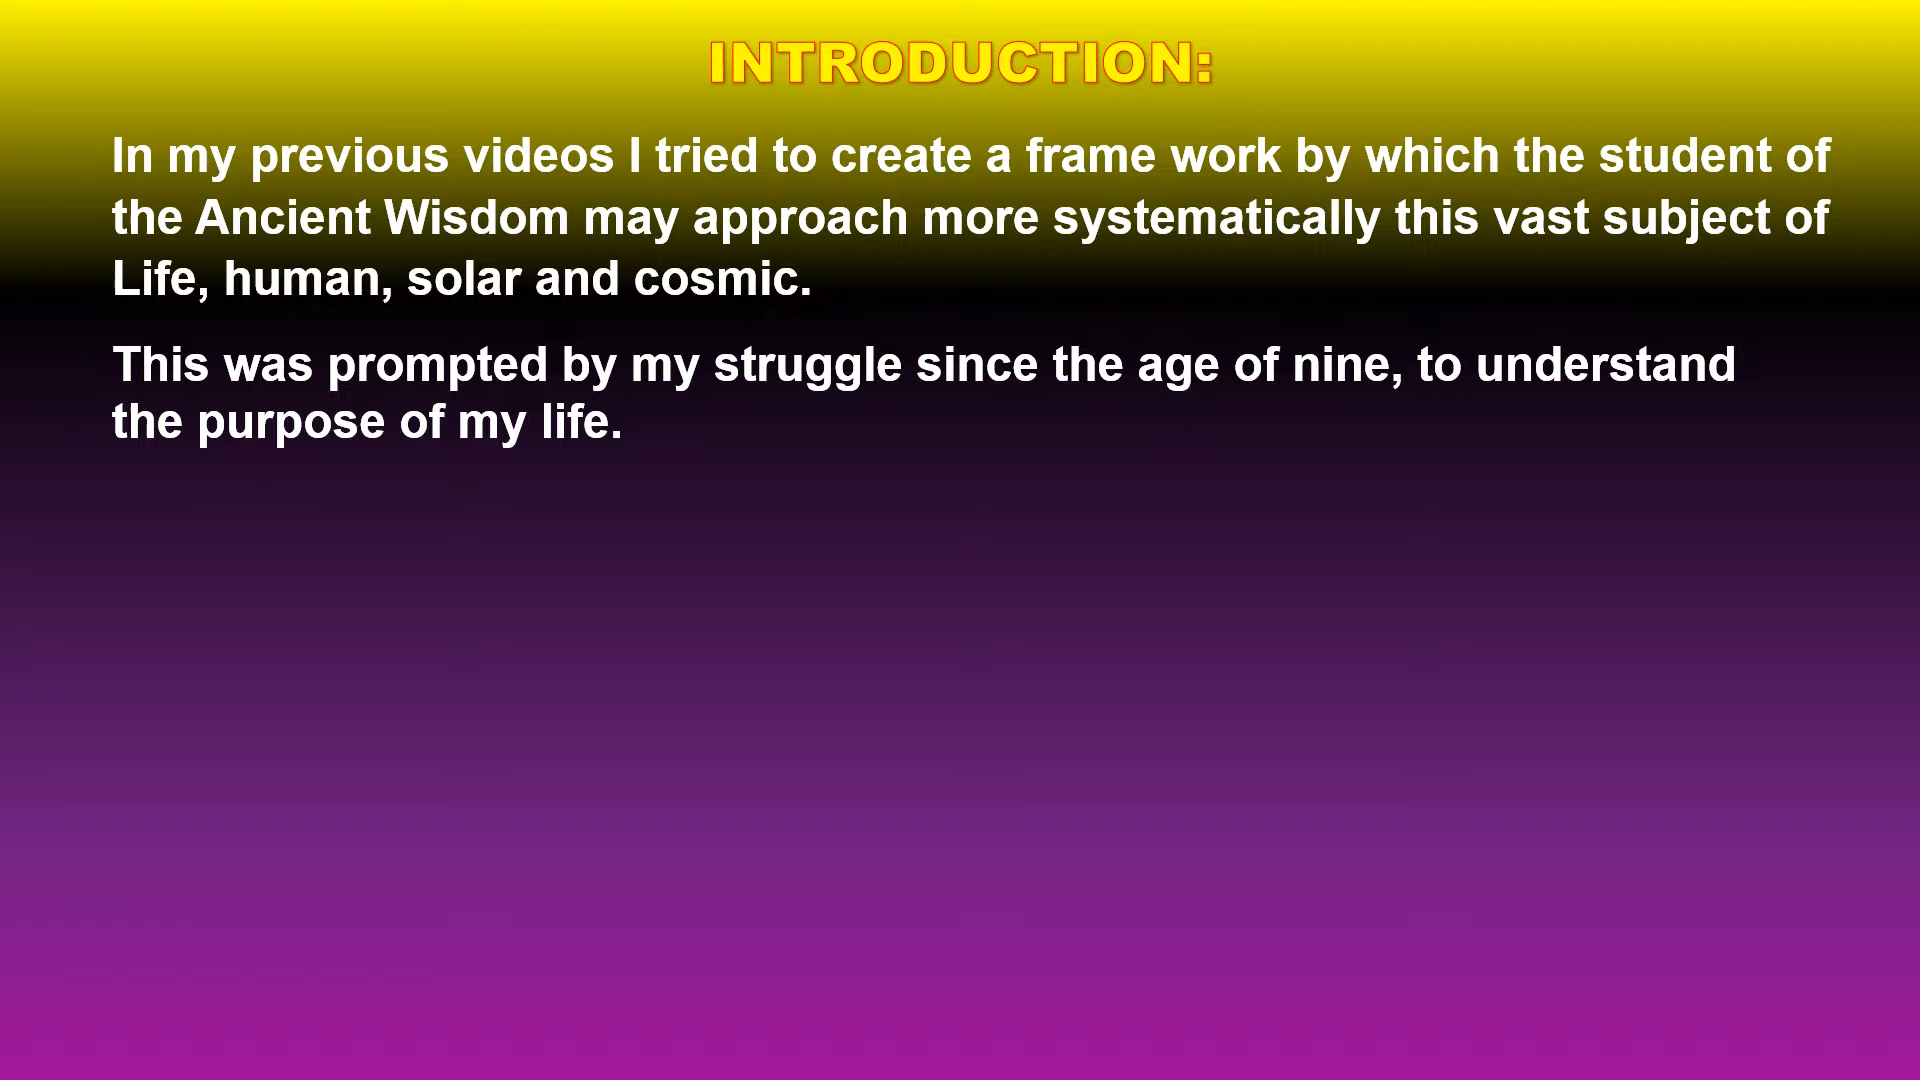 INTRODUCTION:
In my previous videos I tried to create a frame work by which the student of
the Ancient Wisdom may approach more systematically this vast subject of
Life, human, solar and cosmic.
This was prompted by my struggle since the age of nine, to understand
the purpose of my life.